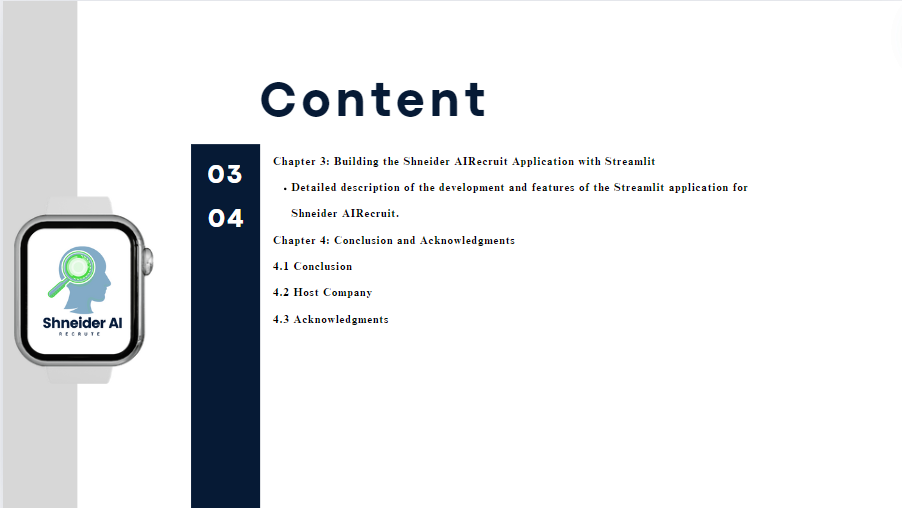 Content
03
04
Chapter 3: Building the Shneider AIRecruit Application with Streamlit
• Detailed description of the development and features of the Streamlit application for
Shneider AIRecruit.
Chapter 4: Conclusion and Acknowledgments
4.1 Conclusion
4.2 Host Company
4.3 Acknowledgments
Shneider AI
RECRUTE